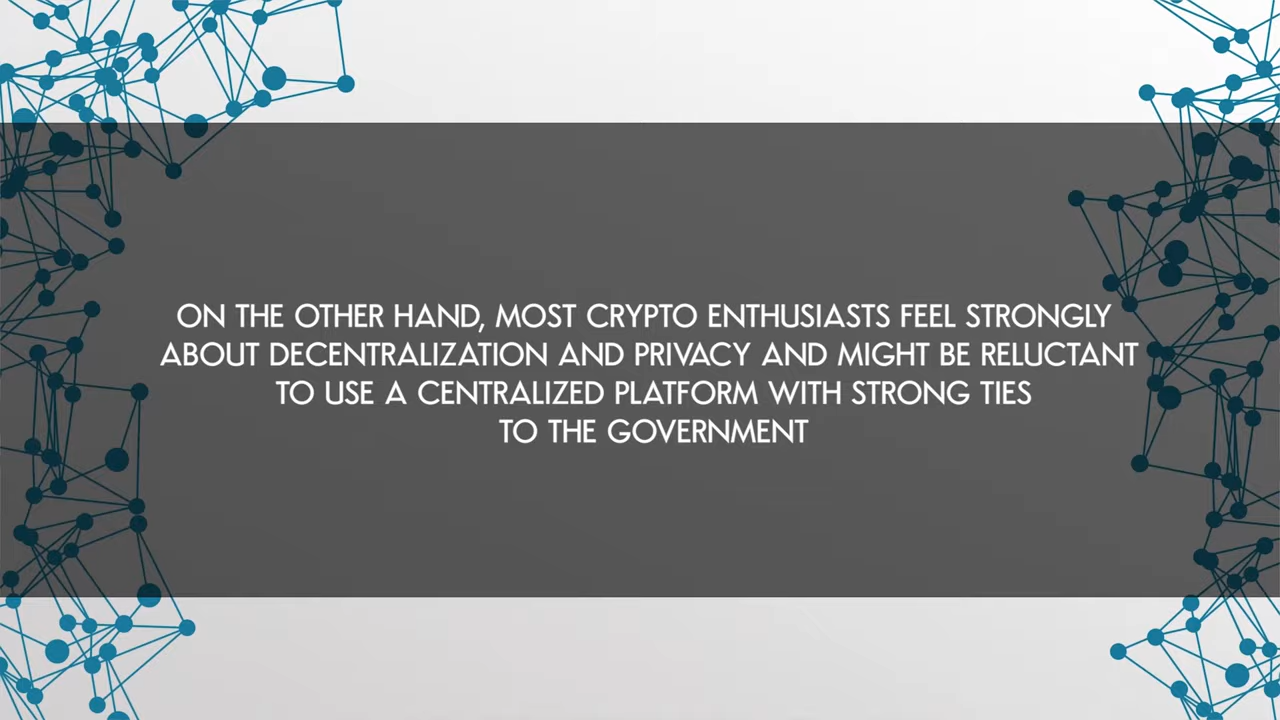 ON THE OTHER HAND, MOST CRYPTO ENTHUSIASTS FEEL STRONGLY
ABOUT DECENTRALIZATION AND PRIVACY AND MIGHT BE RELUCTANT
TO USE A CENTRALIZED PLATFORM WITH STRONG TIES
TO THE GOVERNMENT